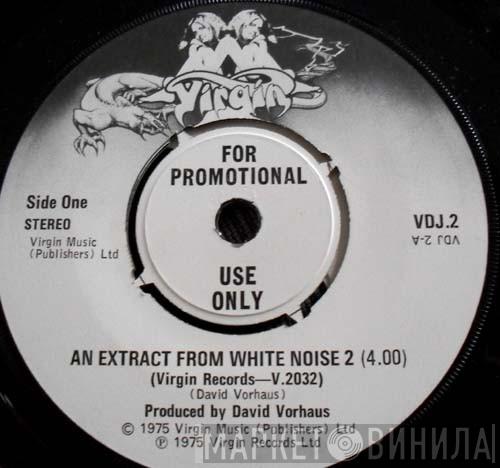 Virgin
FOR
PROMOTIONAL
USE
ONLY
Side One
STEREO
Virgin Music
(Publishers) Ltd
VDJ.2
VDJ 2-A
AN EXTRACT FROM WHITE NOISE 2 (4.00)
(Virgin Records—V.2032)
(David Vorhaus)
Produced by David Vorhaus
© 1975 Virgin Music (Publishers) Ltd
℗ 1975 Virgin Records Ltd
МАРКЕТ ВИНИЛА